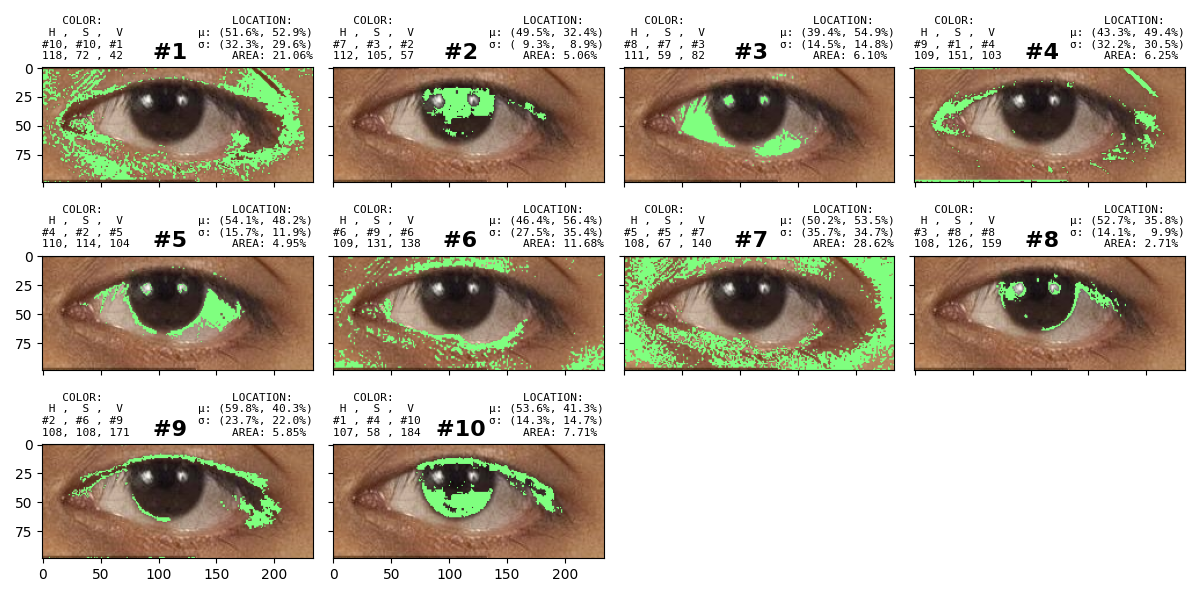 COLOR: LOCATION:
H , S , V μ: (51.6%, 52.9%)
#10, #10, #1 #1 σ: (32.3%, 29.6%)
118, 72 , 42 AREA: 21.06%
COLOR: LOCATION:
H , S , V μ: (49.5%, 32.4%)
#7 , #3 , #2 #2 σ: ( 9.3%, 8.9%)
112, 105, 57 AREA: 5.06%
COLOR: LOCATION:
H , S , V μ: (39.4%, 54.9%)
#8 , #7 , #3 #3 σ: (14.5%, 14.8%)
111, 59 , 82 AREA: 6.10%
COLOR: LOCATION:
H , S , V μ: (43.3%, 49.4%)
#9 , #1 , #4 #4 σ: (32.2%, 30.5%)
109, 151, 103 AREA: 6.25%
0
25
50
75
COLOR: LOCATION:
H , S , V μ: (54.1%, 48.2%)
#4 , #2 , #5 #5 σ: (15.7%, 11.9%)
110, 114, 104 AREA: 4.95%
COLOR: LOCATION:
H , S , V μ: (46.4%, 56.4%)
#6 , #9 , #6 #6 σ: (27.5%, 35.4%)
109, 131, 138 AREA: 11.68%
COLOR: LOCATION:
H , S , V μ: (50.2%, 53.5%)
#5 , #5 , #7 #7 σ: (35.7%, 34.7%)
108, 67 , 140 AREA: 28.62%
COLOR: LOCATION:
H , S , V μ: (52.7%, 35.8%)
#3 , #8 , #8 #8 σ: (14.1%, 9.9%)
108, 126, 159 AREA: 2.71%
0
25
50
75
COLOR: LOCATION:
H , S , V μ: (59.8%, 40.3%)
#2 , #6 , #9 #9 σ: (23.7%, 22.0%)
108, 108, 171 AREA: 5.85%
COLOR: LOCATION:
H , S , V μ: (53.6%, 41.3%)
#1 , #4 , #10 #10 σ: (14.3%, 14.7%)
107, 58 , 184 AREA: 7.71%
0
25
50
75
0 50 100 150 200
0 50 100 150 200